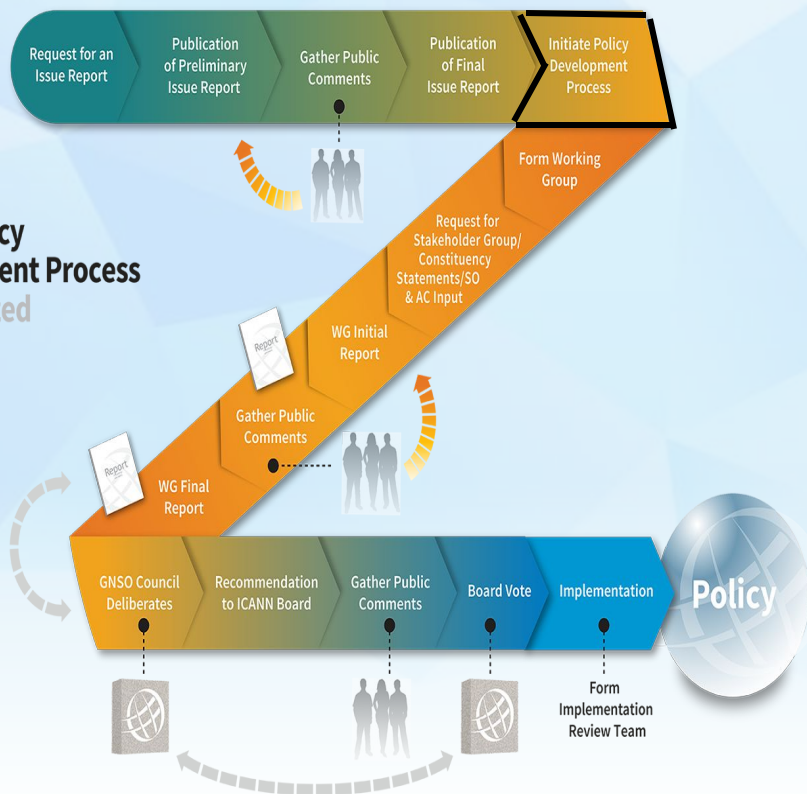 Request for an
Issue Report
Publication
of Preliminary
Issue Report
Gather Public
Comments
Publication
of Final
Issue Report
Initiate Policy
Development
Process
Form Working
Group
cy
ent Process
ted
Request for
Stakeholder Group/
Constituency
Statements/SO
& AC Input
WG Initial
Report
Report
Gather Public
Comments
Report
WG Final
Report
GNSO Council
Deliberates
Recommendation
to ICANN Board
Gather Public
Comments
Board Vote
Implementation
Policy
Form
Implementation
Review Team